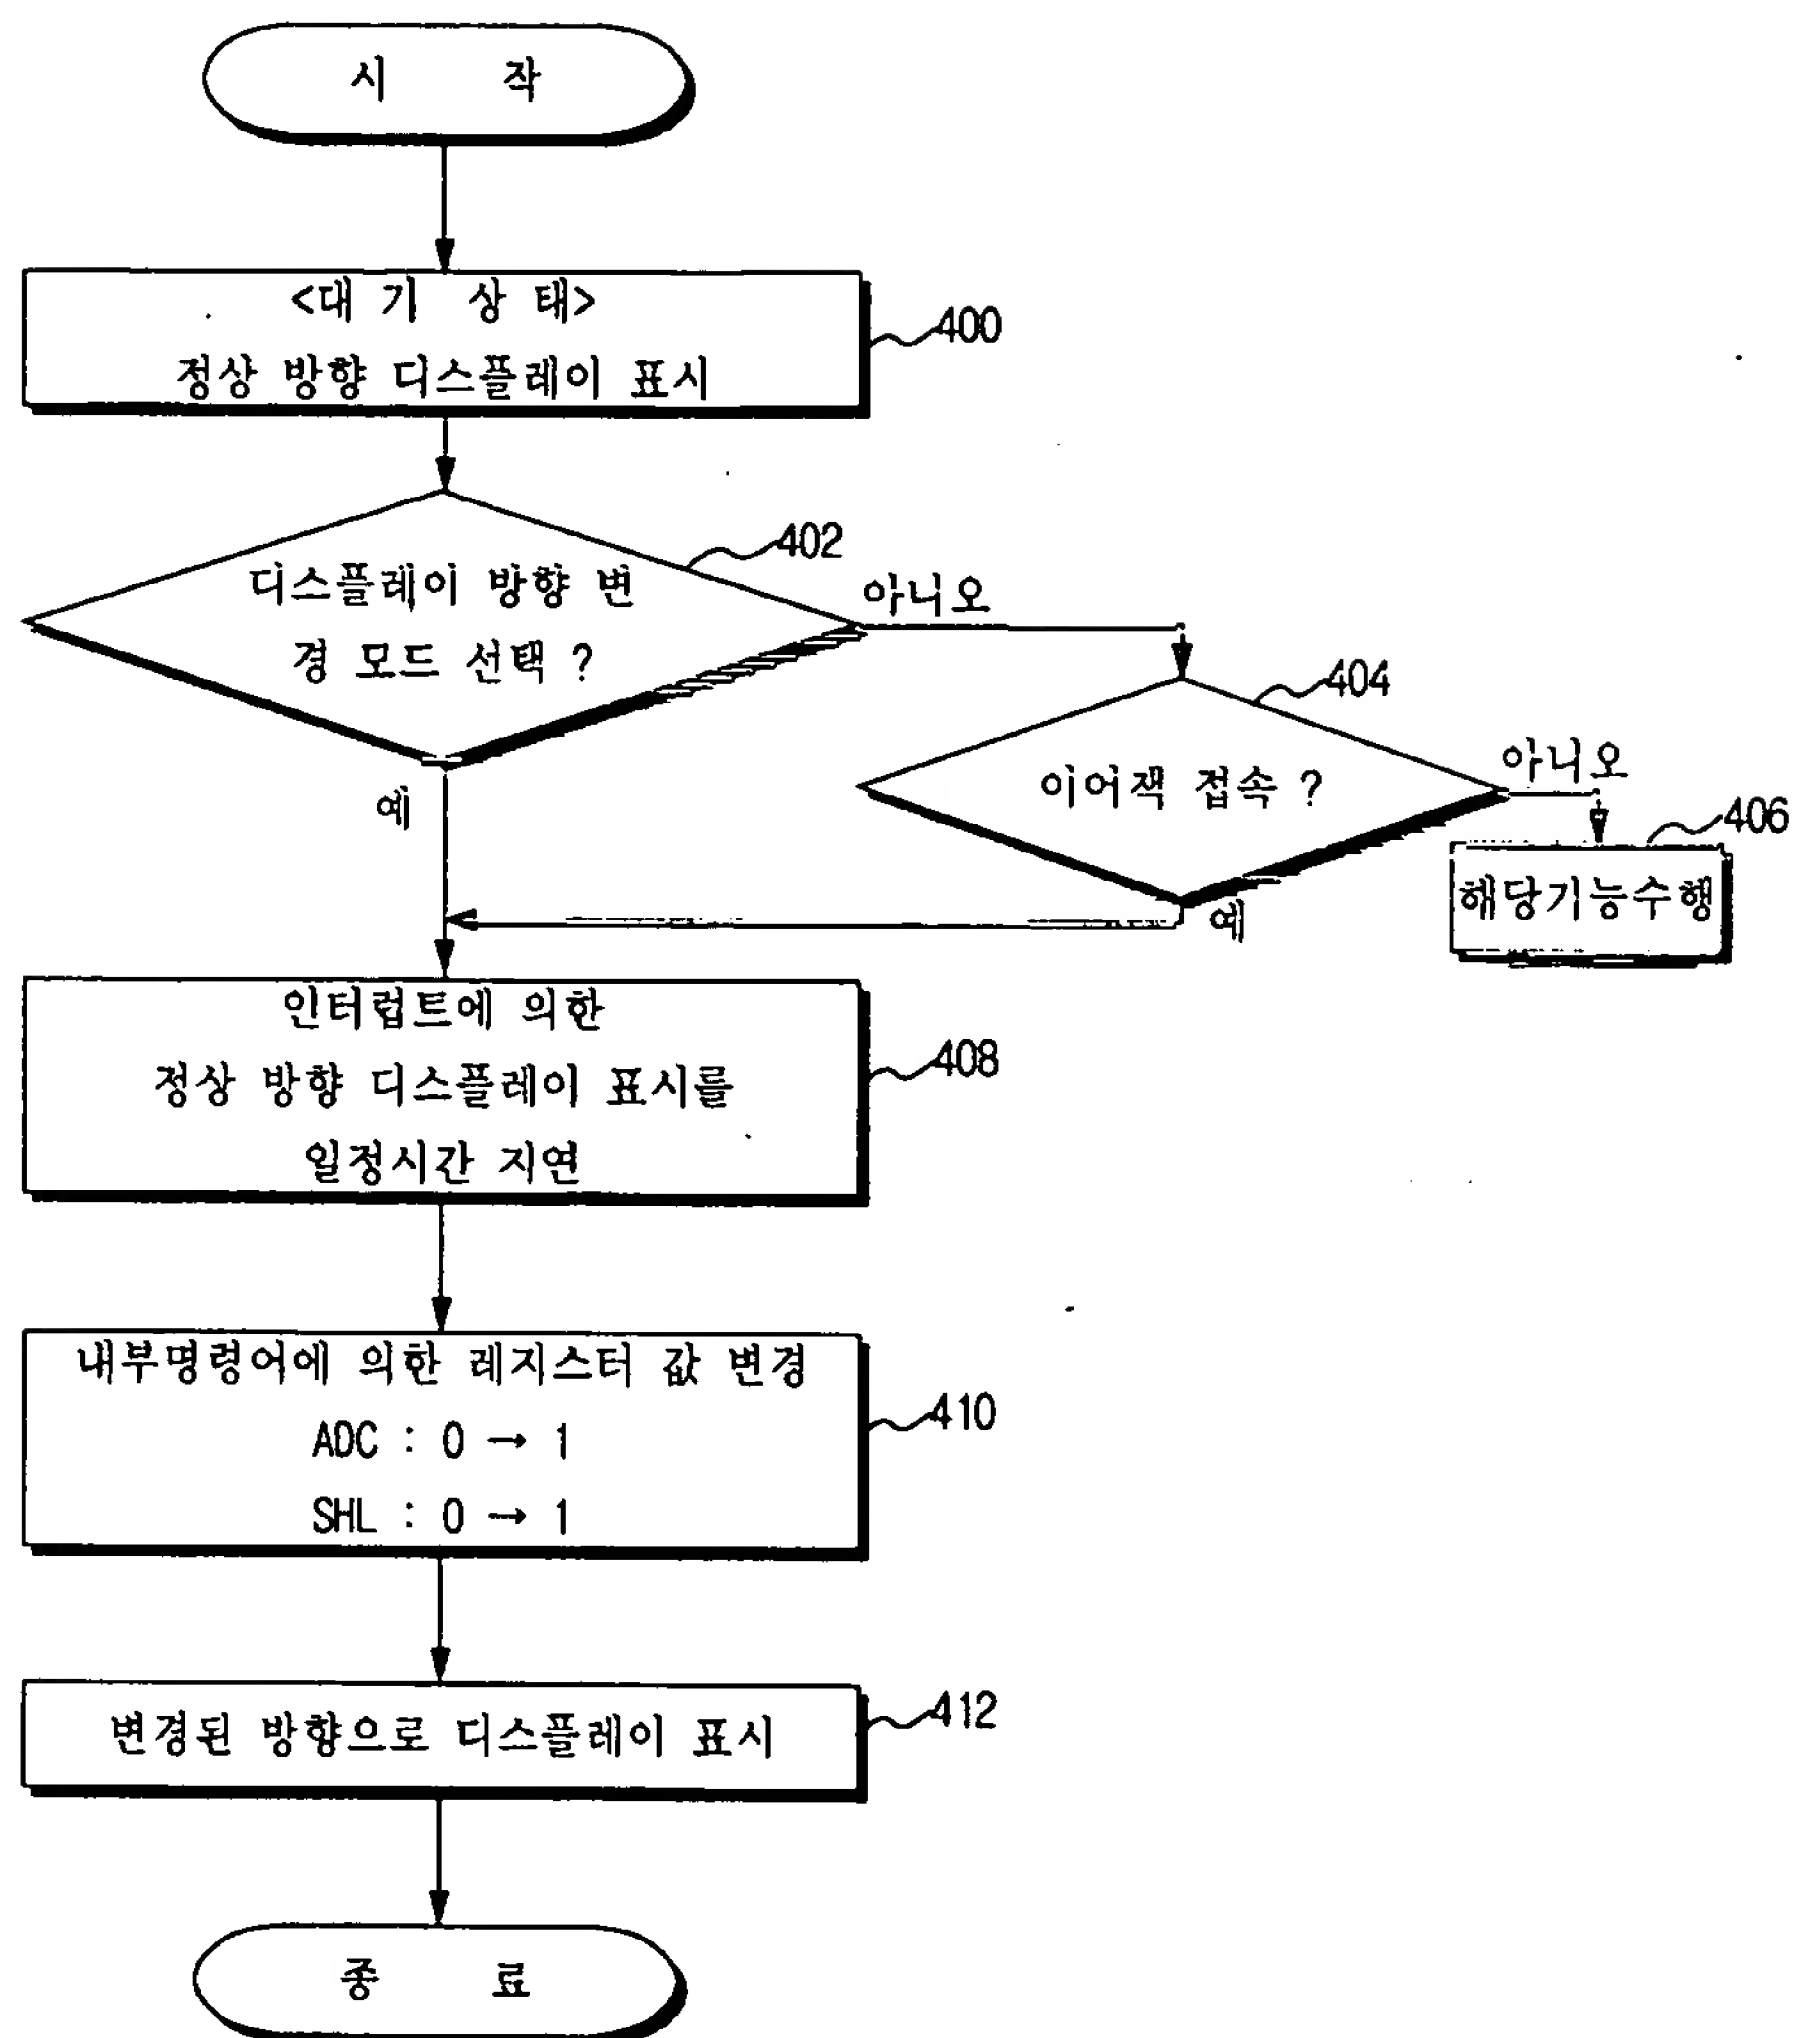 시 작
<대 기 상 태>
정상 방향 디스플레이 표시
400
402
디스플레이 방향 변
경 모드 선택 ?
아니오
예
404
이어잭 접속 ?
아니오
예
406
해당기능수행
인터럽트에 의한
정상 방향 디스플레이 표시를
일정시간 지연
408
내부명령어에 의한 레지스터 값 변경
ADC : 0 → 1
SHL : 0 → 1
410
변경된 방향으로 디스플레이 표시
412
종 료